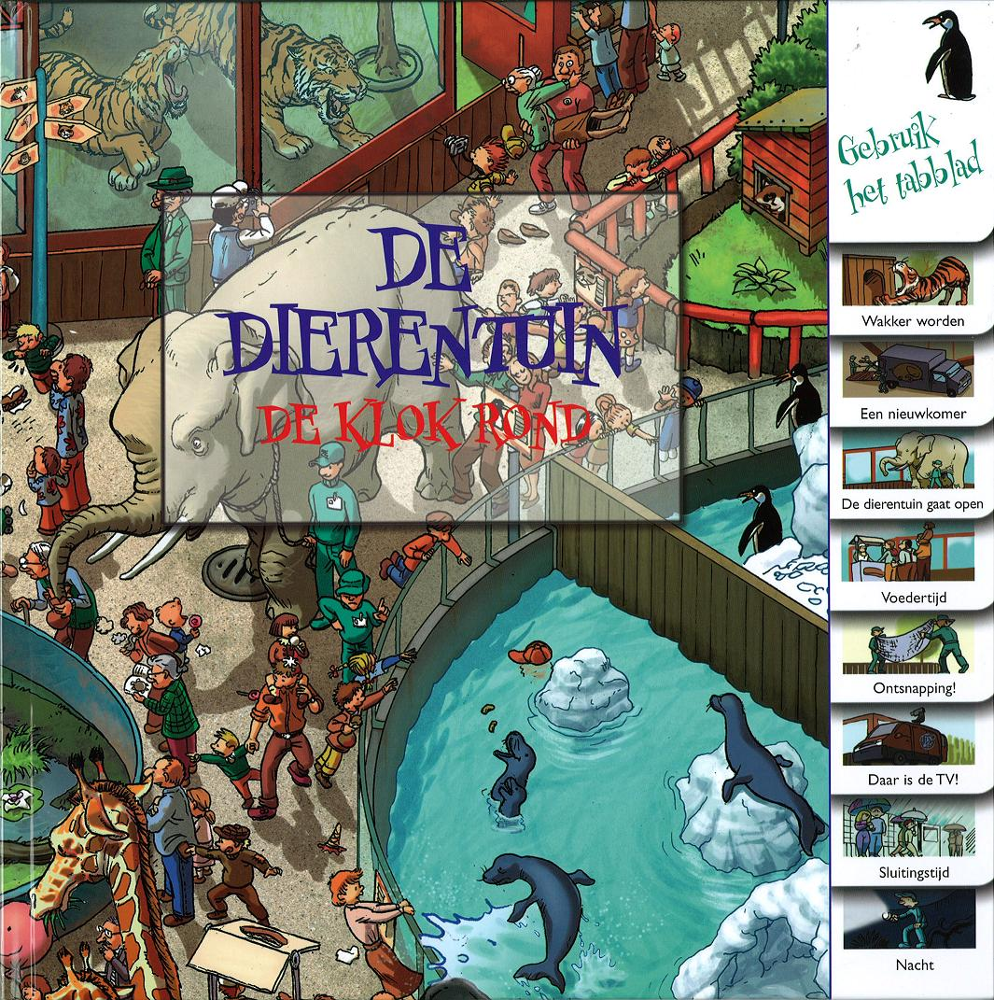 DE
DIERENTUIN
DE KLOK ROND
Gebruik
het tabblad
Wakker worden
Een nieuwkomer
De dierentuin gaat open
Voedertijd
Ontsnapping!
Daar is de TV!
Sluitingstijd
Nacht